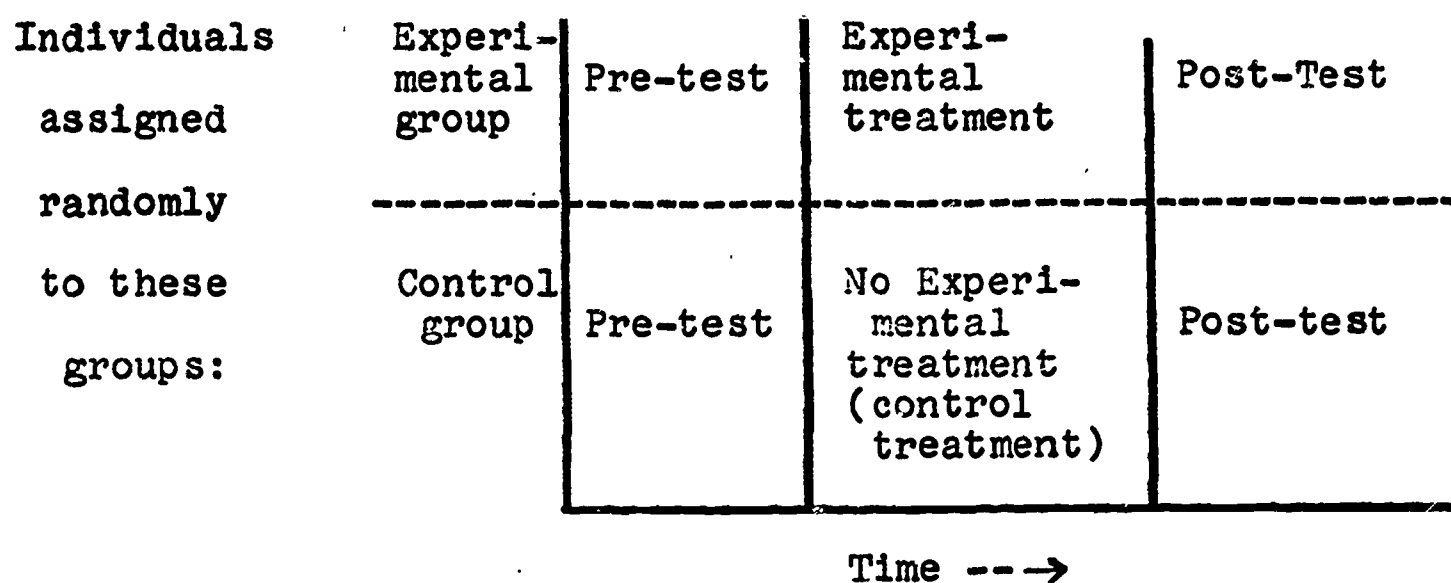 Individuals
assigned
randomly
to these
groups:
Experi-
mental
group
Pre-test
Experi-
mental
treatment
Post-Test
Control
group
Pre-test
No Experi-
mental
treatment
(control
treatment)
Post-test
Time --->